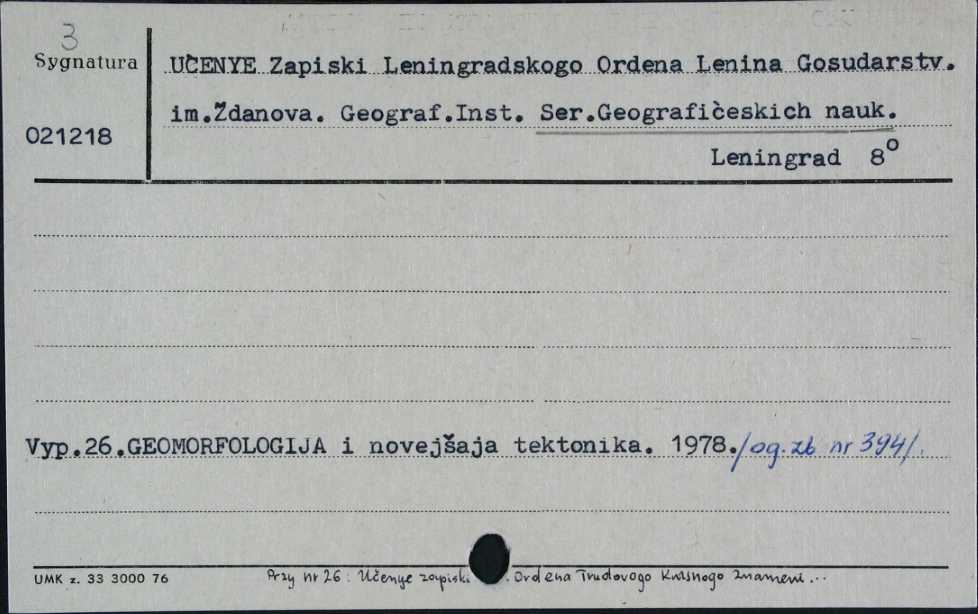 3
Sygnatura
UČENYE Zapiski Leningradskogo Ordena Lenina Gosudarstv.
im.Ždanova. Geograf.Inst. Ser.Geografičeskich nauk.
021218
Leningrad 8⁰
Vyp.26.GEOMORFOLOGIJA i novejšaja tektonika. 1978./og. zb nr 394/.
UMK z. 33 3000 76
Przy nr 26: Učenye zapiski . Ordena Trudovogo Krasnogo Znameni...